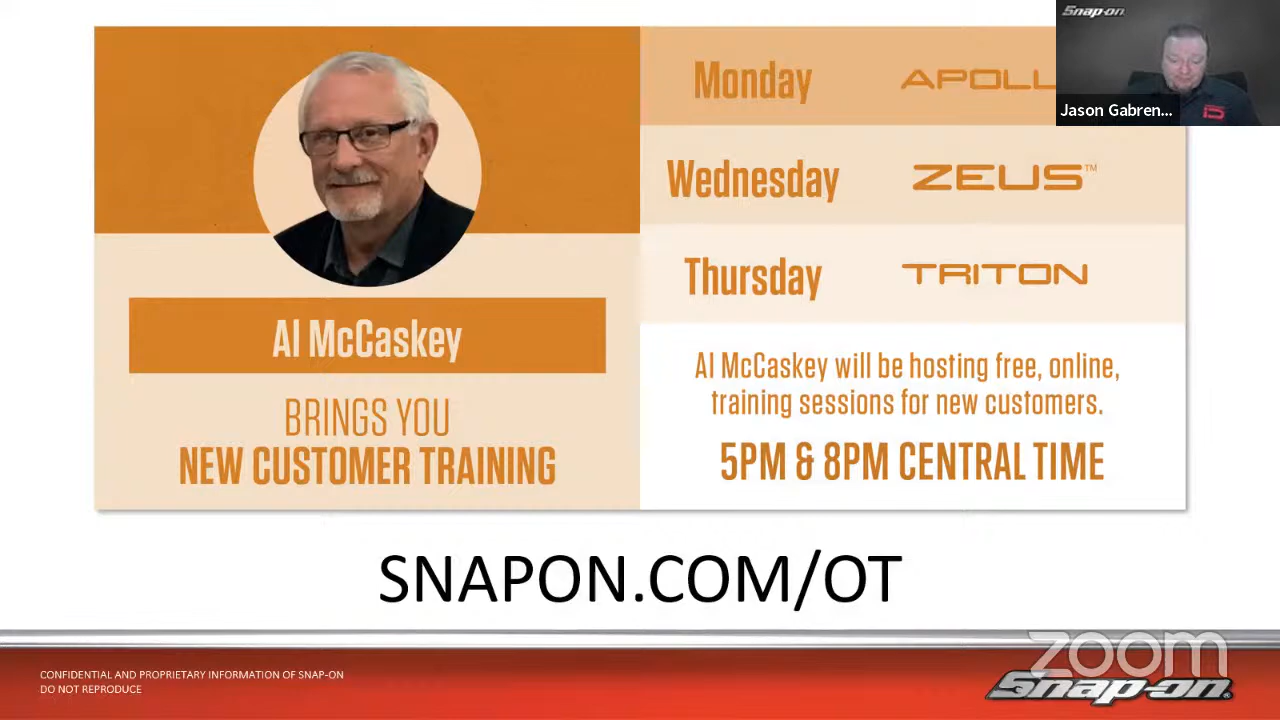 Monday APOLL
Snap-on
Jason Gabren...
Wednesday ZEUS™
Thursday TRITON
Al McCaskey
BRINGS YOU
NEW CUSTOMER TRAINING
Al McCaskey will be hosting free, online,
training sessions for new customers.
5PM & 8PM CENTRAL TIME
SNAPON.COM/OT
CONFIDENTIAL AND PROPRIETARY INFORMATION OF SNAP-ON
DO NOT REPRODUCE
zoom
Snap-on®